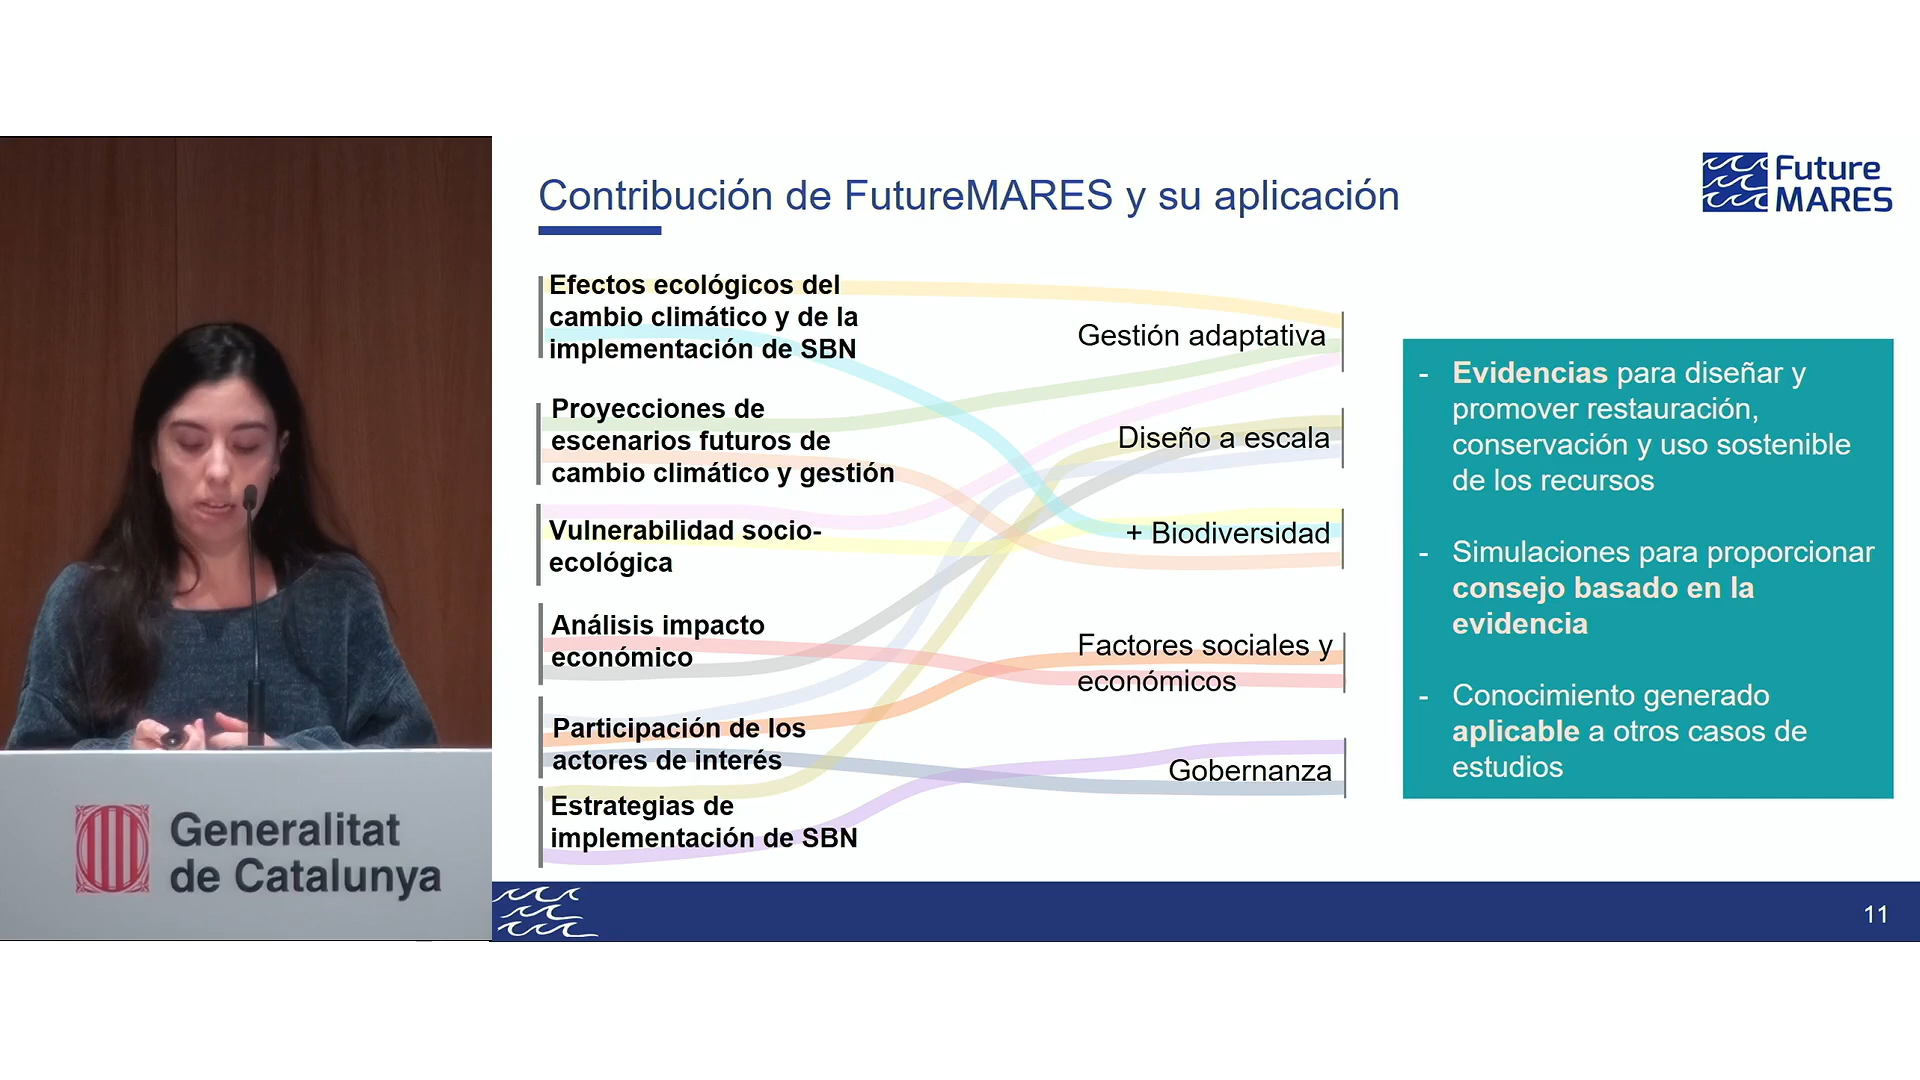 Contribución de FutureMARES y su aplicación
Future
MARES
Efectos ecológicos del
cambio climático y de la
implementación de SBN
Proyecciones de
escenarios futuros de
cambio climático y gestión
Vulnerabilidad socio-
ecológica
Análisis impacto
económico
Participación de los
actores de interés
Estrategias de
implementación de SBN
Gestión adaptativa
Diseño a escala
+ Biodiversidad
Factores sociales y
económicos
Gobernanza
- Evidencias para diseñar y
promover restauración,
conservación y uso sostenible
de los recursos
- Simulaciones para proporcionar
consejo basado en la
evidencia
- Conocimiento generado
aplicable a otros casos de
estudios
Generalitat
de Catalunya
11